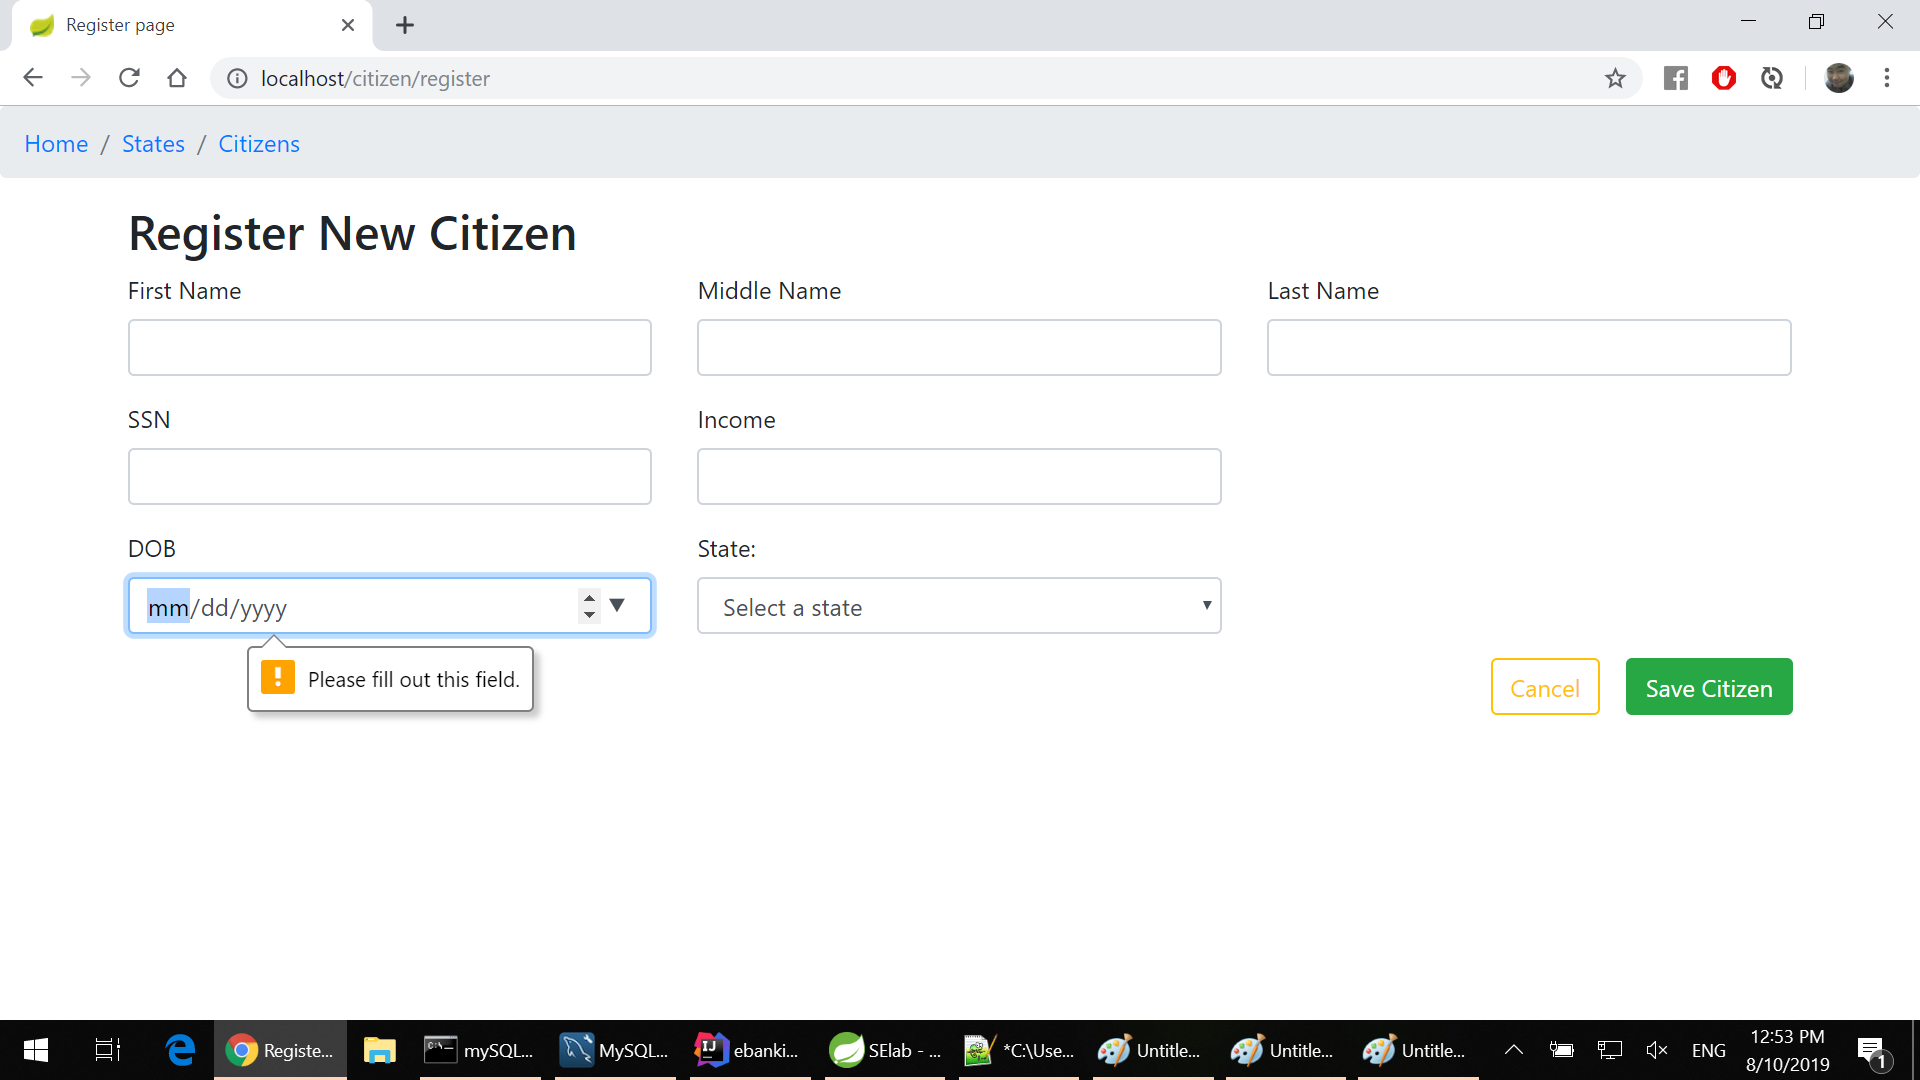 Register page
localhost/citizen/register
Home / States / Citizens
Register New Citizen
First Name
Middle Name
Last Name
SSN
Income
DOB
State:
mm/dd/yyyy
Select a state
! Please fill out this field.
Cancel
Save Citizen
Registe...
C:\
mySQL...
MySQL...
IJ
ebanki...
SElab - ...
*C:\Use...
Untitle...
Untitle...
Untitle...
ENG
12:53 PM
8/10/2019
1